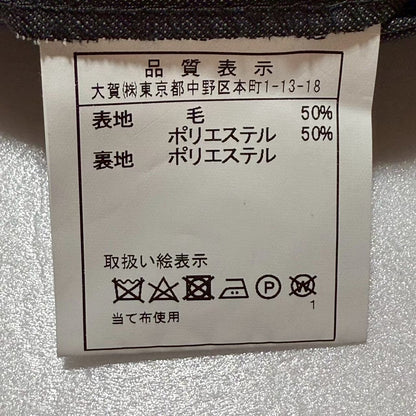 品質表示
大賀㈱東京都中野区本町1-13-18
表地 毛 50%
ポリエステル 50%
裏地 ポリエステル
取扱い絵表示
P W
1
当て布使用